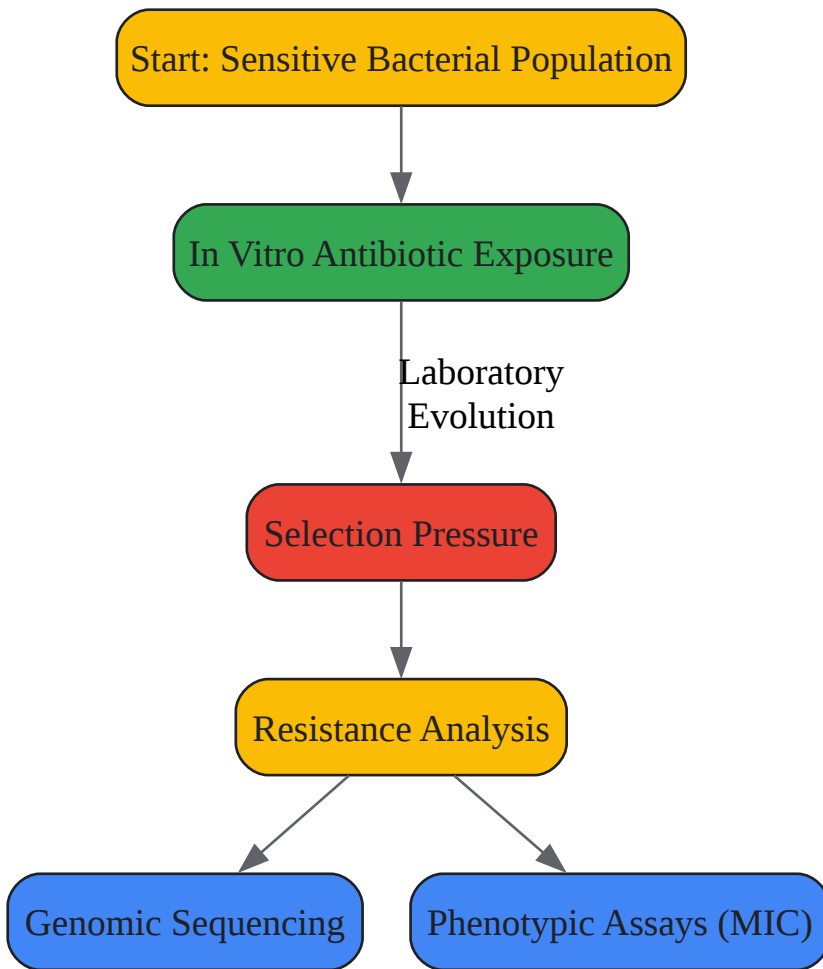 Start: Sensitive Bacterial Population
In Vitro Antibiotic Exposure
Laboratory
Evolution
Selection Pressure
Resistance Analysis
Genomic Sequencing
Phenotypic Assays (MIC)